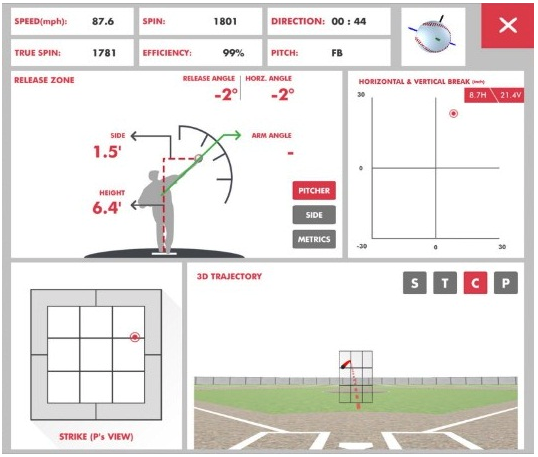 SPEED(mph): 87.6 SPIN: 1801 DIRECTION: 00 : 44
TRUE SPIN: 1781 EFFICIENCY: 99% PITCH: FB
X
RELEASE ZONE
RELEASE ANGLE HORZ. ANGLE
-2° -2°
SIDE
1.5'
ARM ANGLE
-
HEIGHT
6.4'
PITCHER
SIDE
METRICS
HORIZONTAL & VERTICAL BREAK (inch)
8.7H 21.4V
30
0
-30 0 30
STRIKE (P's VIEW)
3D TRAJECTORY
S T C P